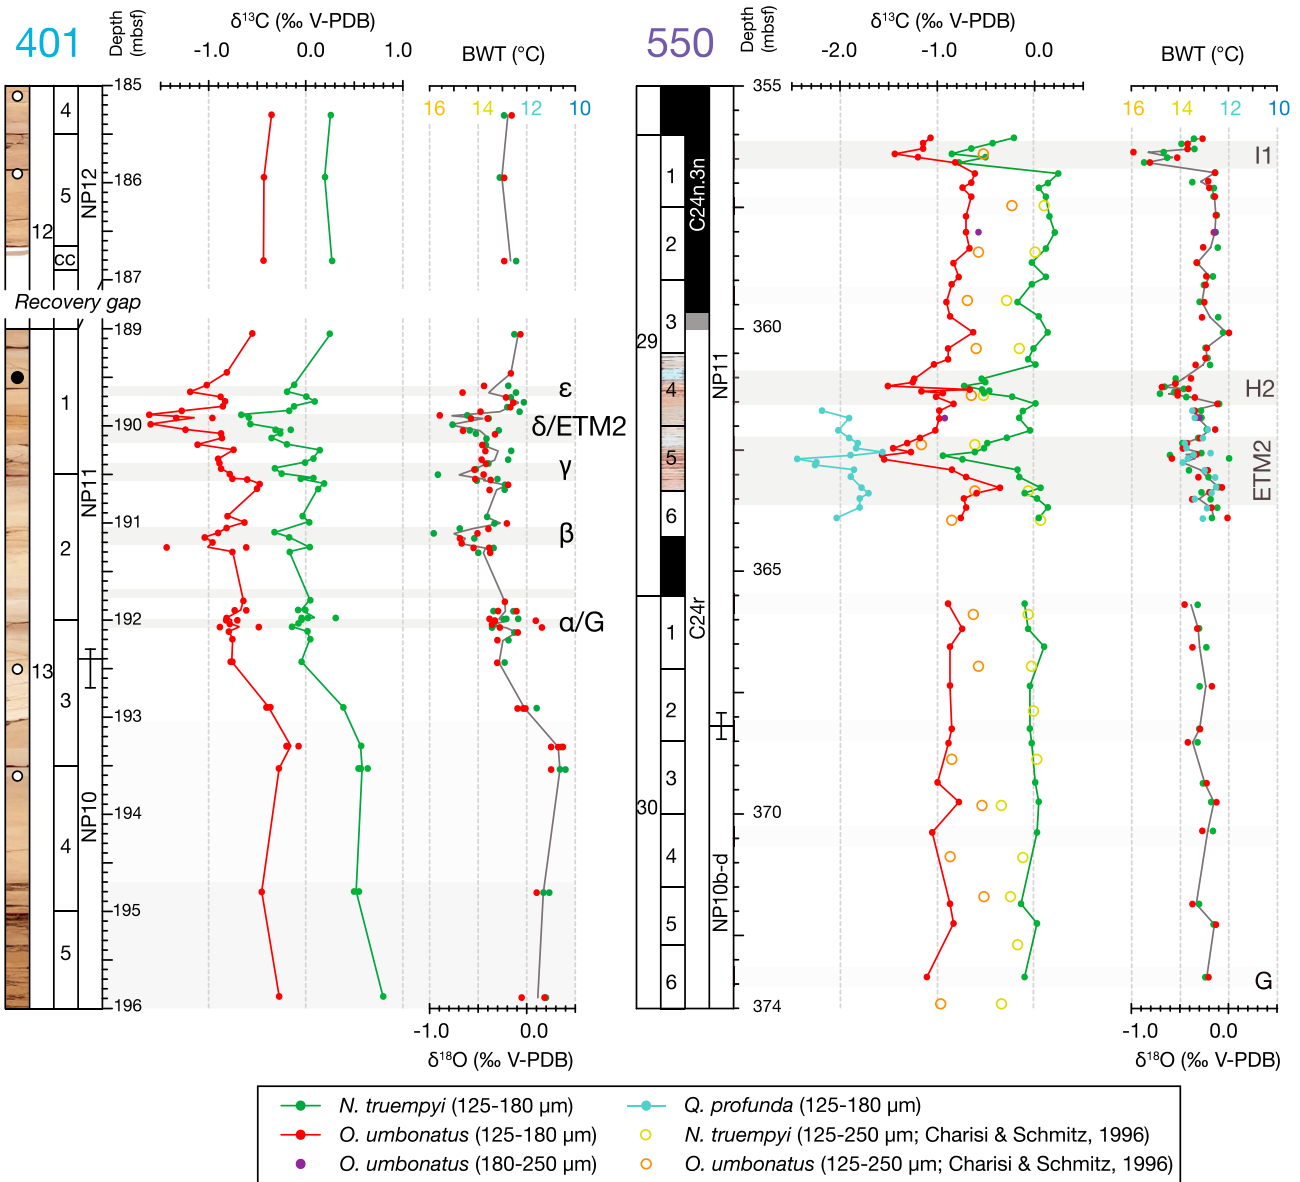 401
Depth (mbsf)
δ¹³C (‰ V-PDB)
-1.0 0.0 1.0
BWT (°C)
16 14 12 10
550
Depth (mbsf)
δ¹³C (‰ V-PDB)
-2.0 -1.0 0.0
BWT (°C)
16 14 12 10
185
186
187
Recovery gap
189
190
191
192
193
194
195
196
12
13
4
5
CC
1
2
3
4
5
NP12
NP11
NP10
ε
δ/ETM2
γ
β
α/G
-1.0 0.0
δ¹⁸O (‰ V-PDB)
355
360
365
370
374
29
30
1
2
3
4
5
6
1
2
3
4
5
6
C24n.3n
C24r
NP11
NP10b-d
I1
H2
ETM2
G
-1.0 0.0
δ¹⁸O (‰ V-PDB)
N. truempyi (125-180 µm)
O. umbonatus (125-180 µm)
O. umbonatus (180-250 µm)
Q. profunda (125-180 µm)
N. truempyi (125-250 µm; Charisi & Schmitz, 1996)
O. umbonatus (125-250 µm; Charisi & Schmitz, 1996)